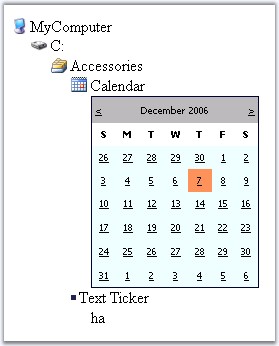 MyComputer
C:
Accessories
Calendar
< December 2006 >
S M T W T F S
26 27 28 29 30 1 2
3 4 5 6 7 8 9
10 11 12 13 14 15 16
17 18 19 20 21 22 23
24 25 26 27 28 29 30
31 1 2 3 4 5 6
Text Ticker
ha